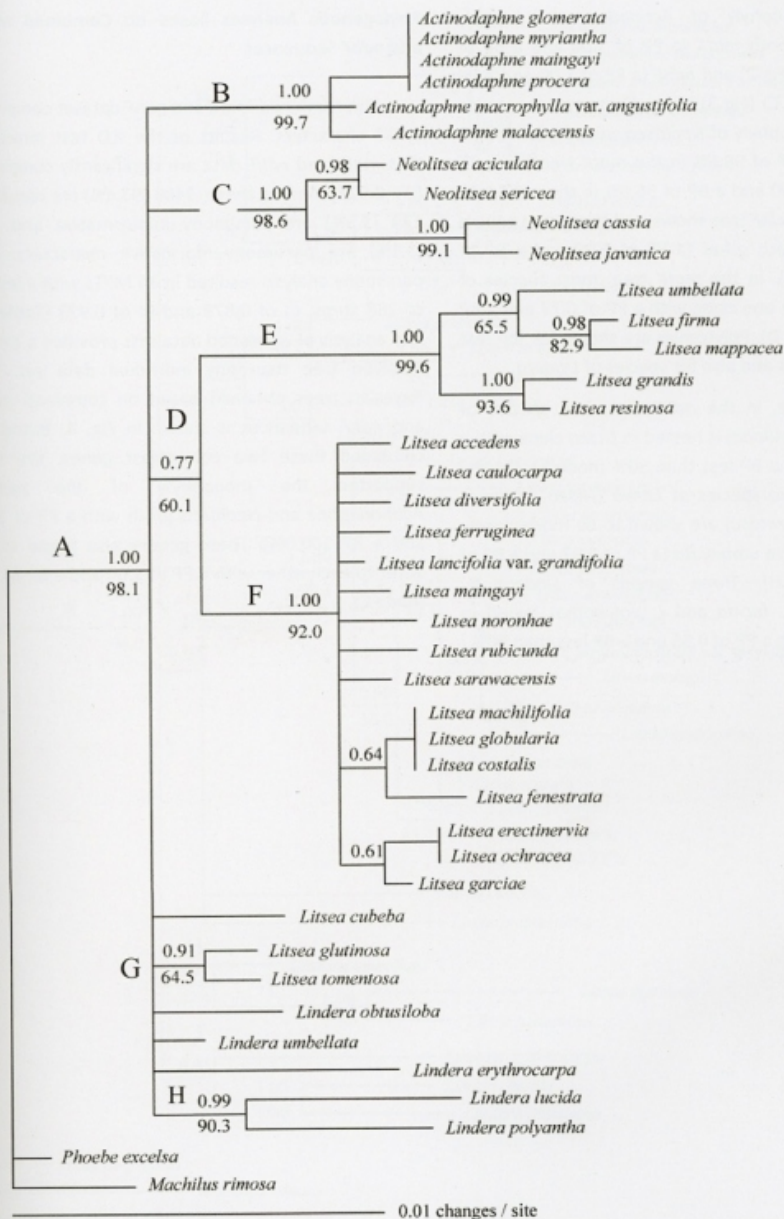 Actinodaphne glomerata
Actinodaphne myriantha
Actinodaphne maingayi
Actinodaphne procera
B 1.00
99.7
Actinodaphne macrophylla var. angustifolia
Actinodaphne malaccensis
C 1.00
98.6
0.98
63.7
Neolitsea aciculata
Neolitsea sericea
1.00
99.1
Neolitsea cassia
Neolitsea javanica
E 1.00
99.6
0.99
65.5
Litsea umbellata
0.98
82.9
Litsea firma
Litsea mappacea
1.00
93.6
Litsea grandis
Litsea resinosa
D
0.77
60.1
Litsea accedens
Litsea caulocarpa
Litsea diversifolia
Litsea ferruginea
Litsea lancifolia var. grandifolia
Litsea maingayi
A 1.00
98.1
F 1.00
92.0
Litsea noronhae
Litsea rubicunda
Litsea sarawacensis
Litsea machilifolia
Litsea globularia
Litsea costalis
0.64
Litsea fenestrata
Litsea erectinervia
Litsea ochracea
0.61
Litsea garciae
Litsea cubeba
G
0.91
64.5
Litsea glutinosa
Litsea tomentosa
Lindera obtusiloba
Lindera umbellata
Lindera erythrocarpa
H 0.99
90.3
Lindera lucida
Lindera polyantha
Phoebe excelsa
Machilus rimosa
0.01 changes / site